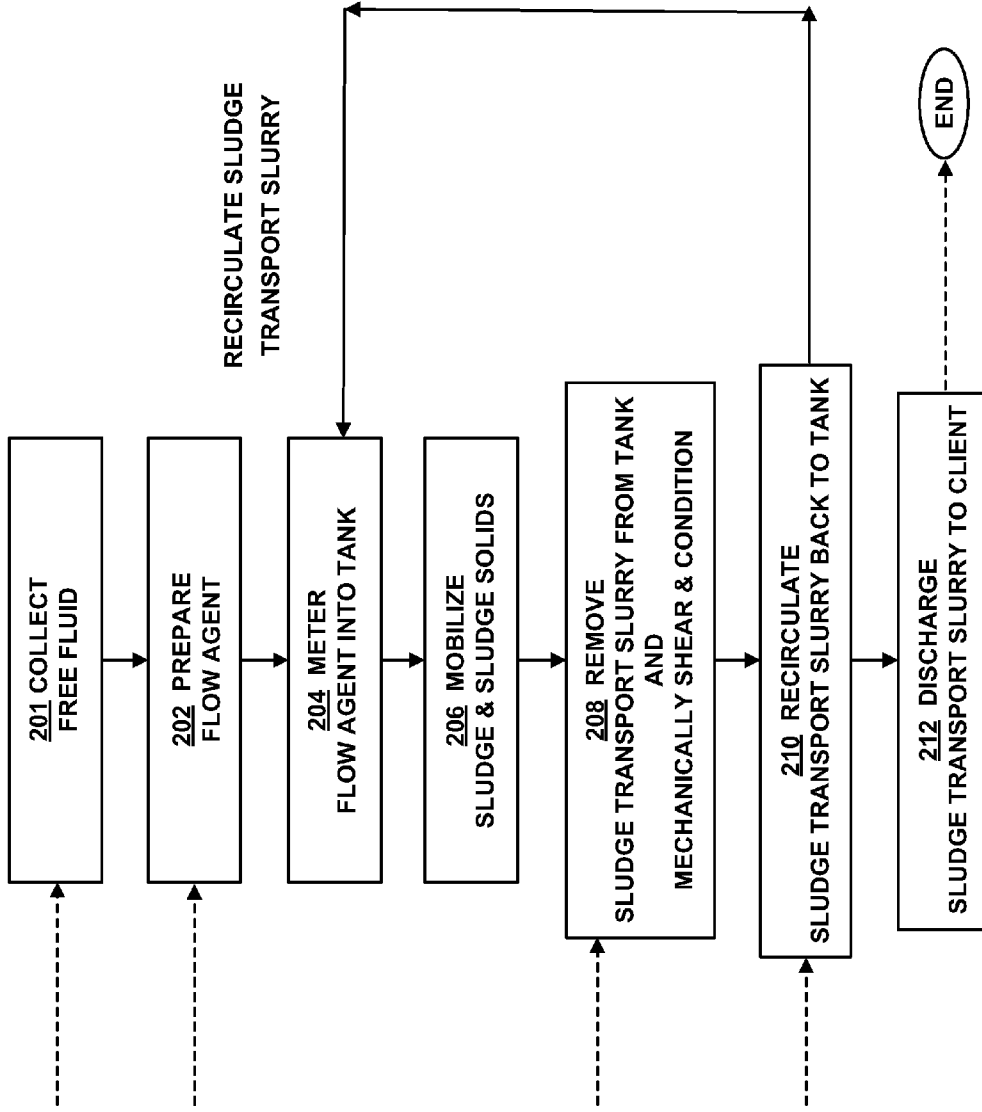 201 COLLECT
FREE FLUID
202 PREPARE
FLOW AGENT
204 METER
FLOW AGENT INTO TANK
RECIRCULATE SLUDGE
TRANSPORT SLURRY
206 MOBILIZE
SLUDGE & SLUDGE SOLIDS
208 REMOVE
SLUDGE TRANSPORT SLURRY FROM TANK
AND
MECHANICALLY SHEAR & CONDITION
210 RECIRCULATE
SLUDGE TRANSPORT SLURRY BACK TO TANK
212 DISCHARGE
SLUDGE TRANSPORT SLURRY TO CLIENT
END